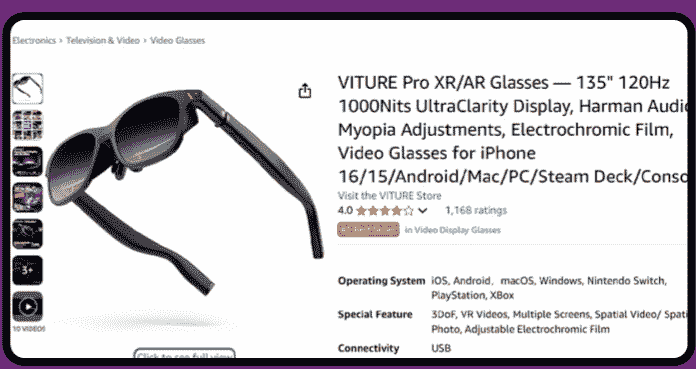 Electronics › Television & Video › Video Glasses
VITURE Pro XR/AR Glasses — 135" 120Hz
1000Nits UltraClarity Display, Harman Audio
Myopia Adjustments, Electrochromic Film,
Video Glasses for iPhone
16/15/Android/Mac/PC/Steam Deck/Conso
Visit the VITURE Store
4.0 1,168 ratings
in Video Display Glasses
Operating System iOS, Android, macOS, Windows, Nintendo Switch,
PlayStation, XBox
Special Feature 3DoF, VR Videos, Multiple Screens, Spatial Video/ Spati
Photo, Adjustable Electrochromic Film
Connectivity USB
3+
10 VIDEOS
Click to see full view